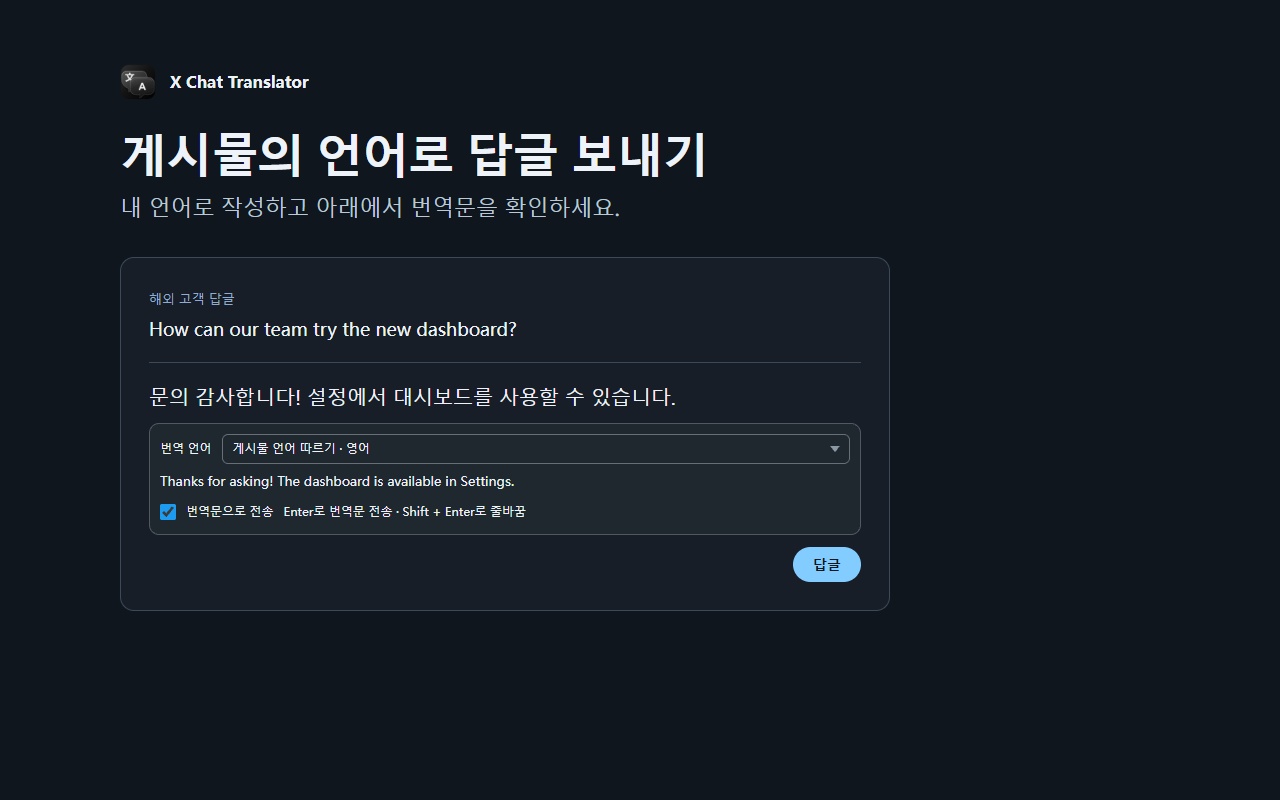 X Chat Translator
게시물의 언어로 답글 보내기
내 언어로 작성하고 아래에서 번역문을 확인하세요.
해외 고객 답글
How can our team try the new dashboard?
문의 감사합니다! 설정에서 대시보드를 사용할 수 있습니다.
번역 언어 게시물 언어 따르기 · 영어
Thanks for asking! The dashboard is available in Settings.
번역문으로 전송 Enter로 번역문 전송 · Shift + Enter로 줄바꿈
답글